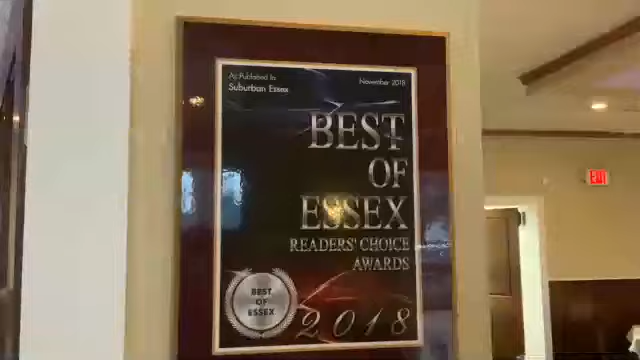 As Published In:
Suburban Essex
November 2018
BEST
OF
ESSEX
READERS' CHOICE
AWARDS
BEST
OF
ESSEX
2018
EXIT